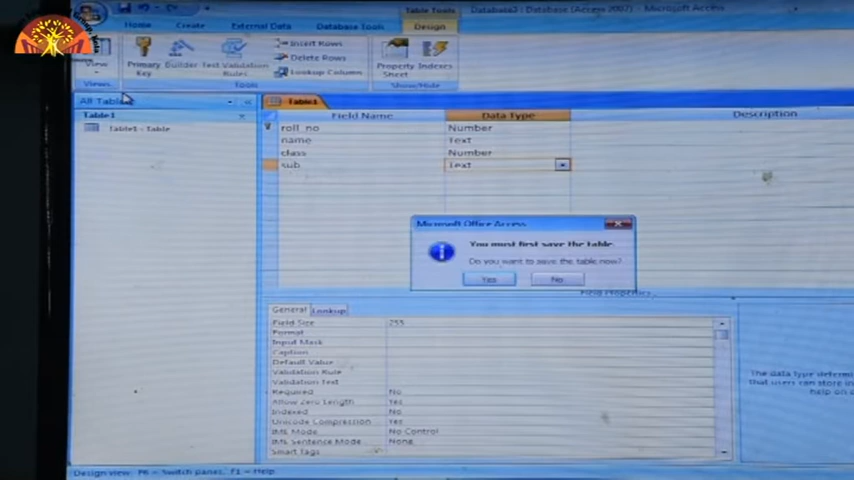 Table Tools
Database3 : Database (Access 2007) - Microsoft Access
Home Create External Data Database Tools Design
View
Primary Key
Builder
Test Validation Rules
Insert Rows
Delete Rows
Lookup Column
Property Sheet
Indexes
Views
Tools
Show/Hide
All Tables
Table1
Table1 : Table
Table1
Field Name Data Type Description
roll_no Number
name Text
class Number
sub Text
Microsoft Office Access
You must first save the table.
Do you want to save the table now?
Yes No
Field Properties
General Lookup
Field Size 255
Format
Input Mask
Caption
Default Value
Validation Rule
Validation Text
Required No
Allow Zero Length Yes
Indexed No
Unicode Compression Yes
IME Mode No Control
IME Sentence Mode None
Smart Tags
The data type determ
that users can store i
help on
Design view. F6 = Switch panes. F1 = Help.